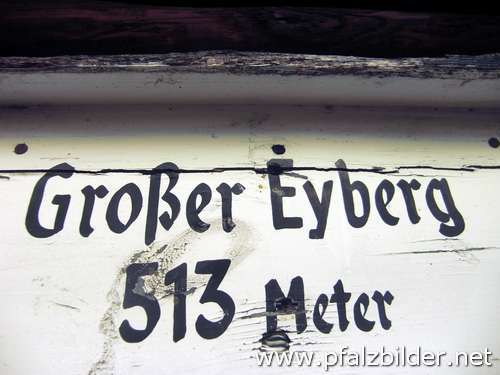 Großer Eyberg
513 Meter
www.pfalzbilder.net